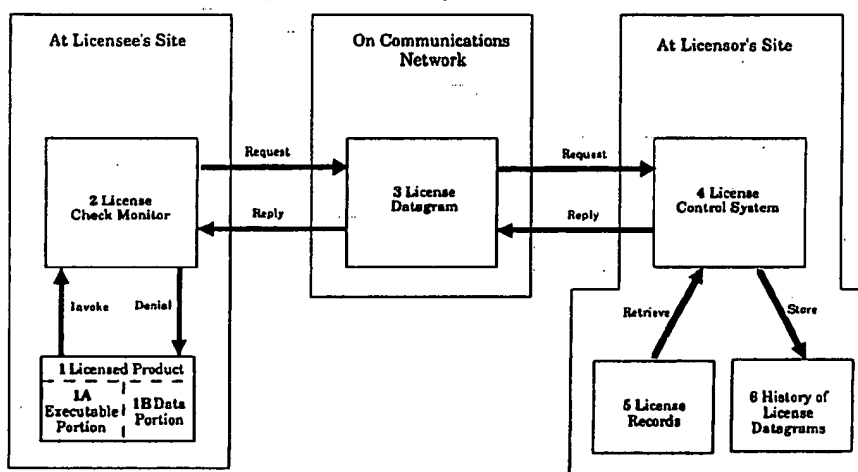 At Licensee's Site
On Communications
Network
At Licensor's Site
Request
Request
2 License
Check Monitor
3 License
Datagram
4 License
Control System
Reply
Reply
Invoke
Denial
Retrieve
Store
1 Licensed Product
1A
Executable
Portion
1B Data
Portion
5 License
Records
6 History of
License
Datagrams